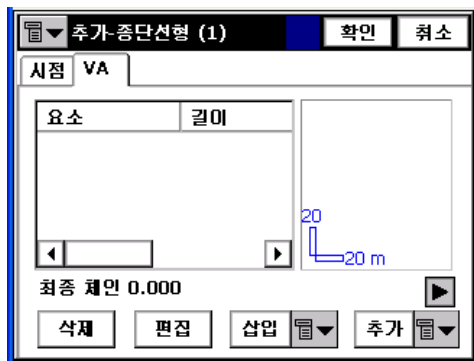 추가-종단선형 (1) 확인 취소
시점 VA
요소 길이
20
20 m
최종 체인 0.000
삭제 편집 삽입 추가